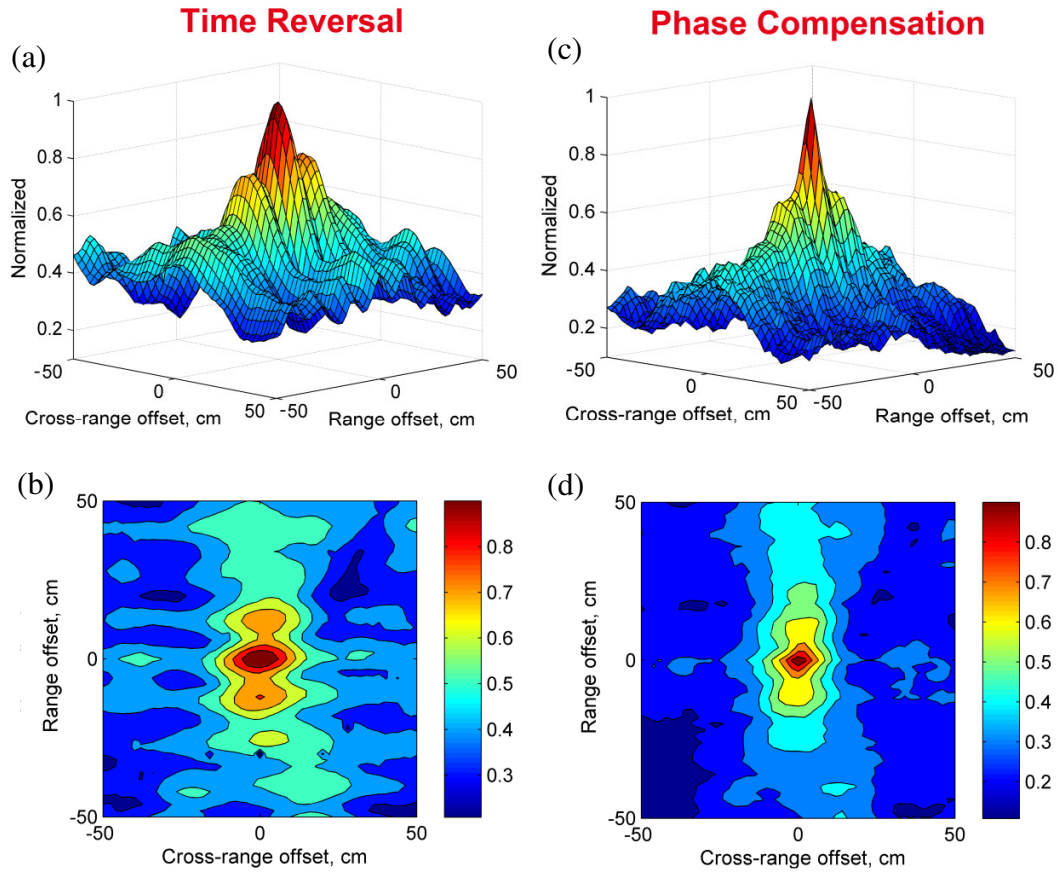 Time Reversal
Phase Compensation
(a)
1
0.8
0.6
0.4
0.2
Normalized
-50
0
50
Cross-range offset, cm
-50
0
50
Range offset, cm
(c)
1
0.8
0.6
0.4
0.2
Normalized
-50
0
50
Cross-range offset, cm
-50
0
50
Range offset, cm
(b)
50
0
-50
Range offset, cm
-50
0
50
Cross-range offset, cm
0.8
0.7
0.6
0.5
0.4
0.3
(d)
50
0
-50
Range offset, cm
-50
0
50
Cross-range offset, cm
0.8
0.7
0.6
0.5
0.4
0.3
0.2